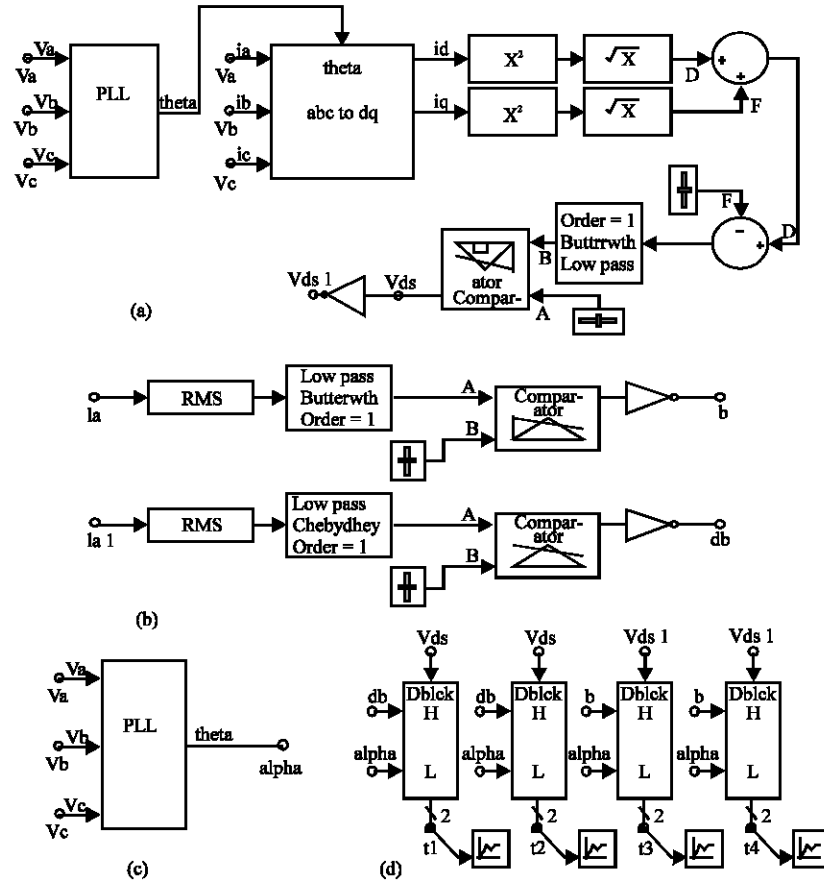 Va
Va
Vb
Vb
Vc
Vc
PLL
theta
ia
Va
ib
Vb
ic
Vc
theta
abc to dq
id
iq
X²
√X
D
X²
√X
+
+
F
F
−
+
D
Order = 1
Buttrrwth
Low pass
B
ator
Compar-
A
Vds
Vds 1
(a)
la
RMS
Low pass
Butterwth
Order = 1
A
B
Compar-
ator
b
la 1
RMS
Low pass
Chebydhey
Order = 1
A
B
Compar-
ator
db
(b)
Va
Va
Vb
Vb
Vc
Vc
PLL
theta
alpha
(c)
Vds
Vds
Vds 1
Vds 1
db
Dblck
H
alpha
L
2
t1
db
Dblck
H
alpha
L
2
t2
b
Dblck
H
alpha
L
2
t3
b
Dblck
H
alpha
L
2
t4
(d)